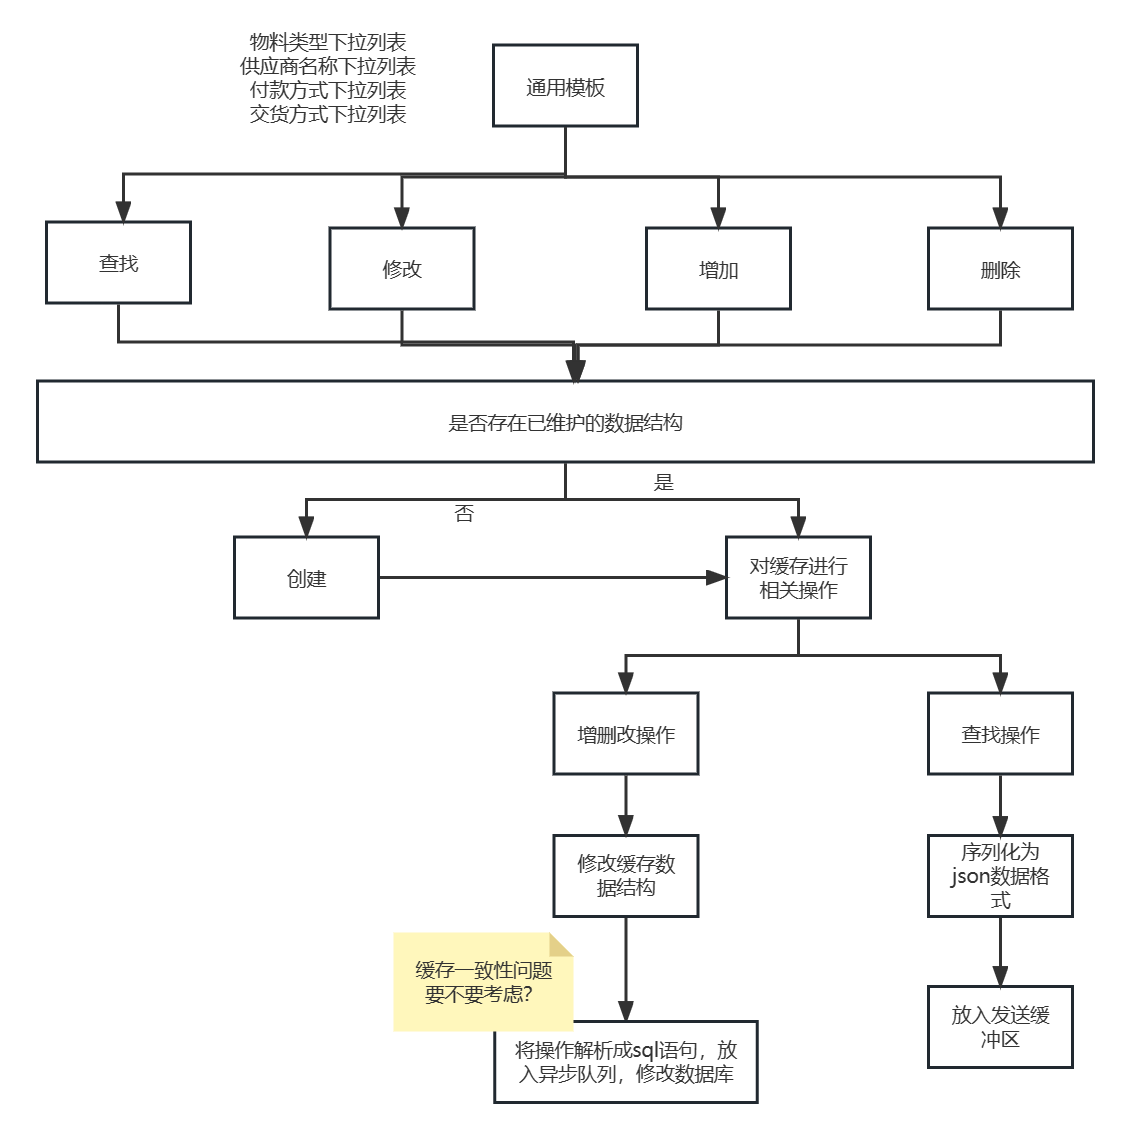 物料类型下拉列表
供应商名称下拉列表
付款方式下拉列表
交货方式下拉列表
通用模板
查找
修改
增加
删除
是否存在已维护的数据结构
是
否
创建
对缓存进行
相关操作
增删改操作
查找操作
修改缓存数
据结构
序列化为
json数据格
式
缓存一致性问题
要不要考虑？
放入发送缓
冲区
将操作解析成sql语句，放
入异步队列，修改数据库